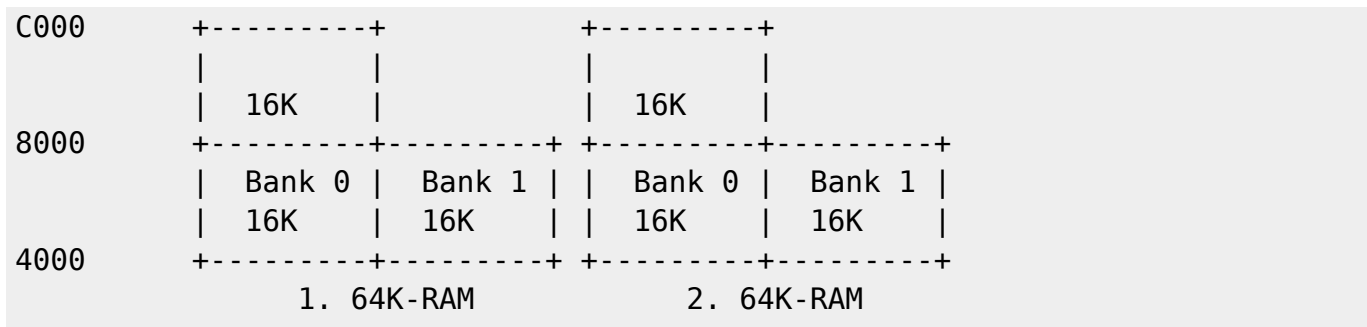 C000        +---------+           +---------+
            |         |           |         |
            |  16K    |           |  16K    |
8000        +---------+---------+ +---------+---------+
            |  Bank 0 |  Bank 1 | |  Bank 0 |  Bank 1 |
            |  16K    |  16K    | |  16K    |  16K    |
4000        +---------+---------+ +---------+---------+
                  1. 64K-RAM            2. 64K-RAM